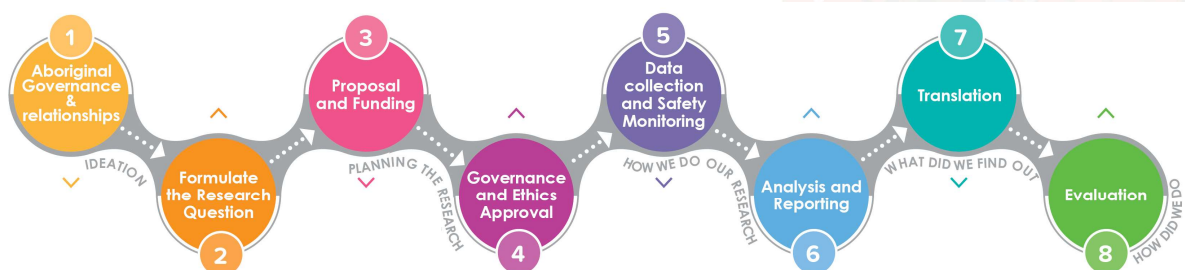 1
Aboriginal
Governance
&
relationships
IDEATION
2
Formulate
the Research
Question
3
Proposal
and Funding
PLANNING THE RESEARCH
4
Governance
and Ethics
Approval
5
Data
collection
and Safety
Monitoring
HOW WE DO OUR RESEARCH
6
Analysis and
Reporting
7
Translation
WHAT DID WE FIND OUT
8
Evaluation
HOW DID WE DO